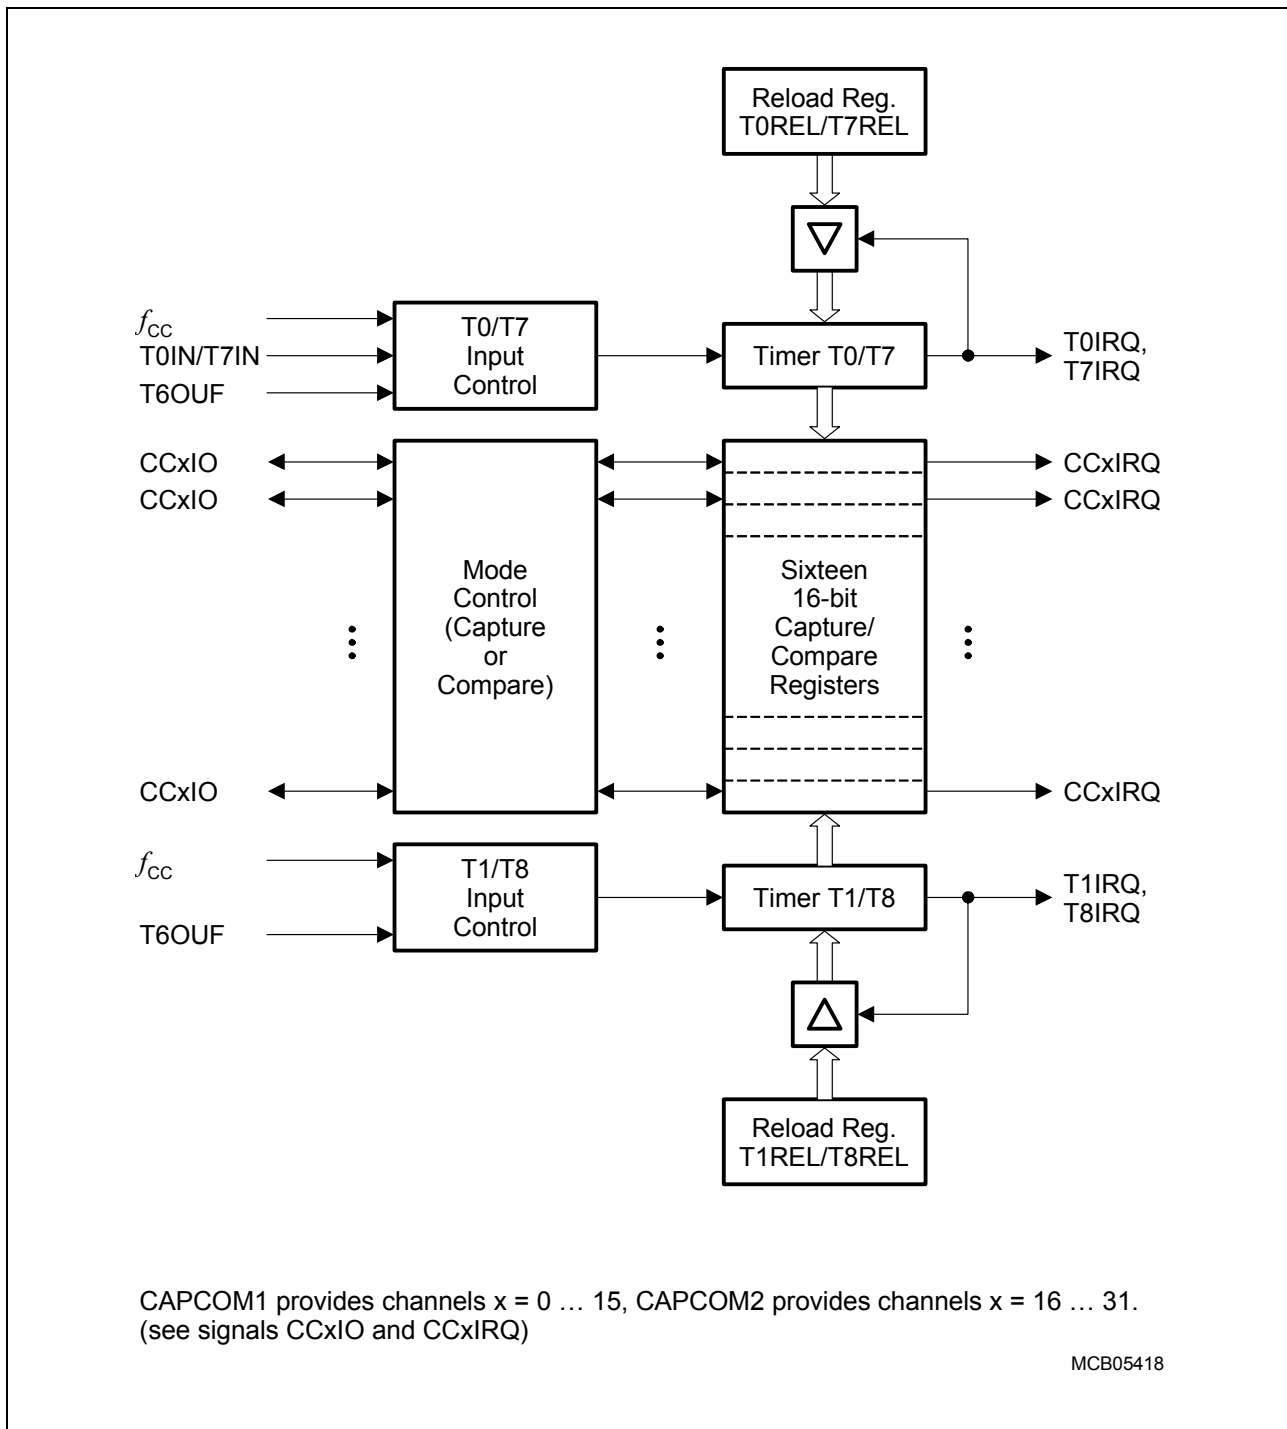 Reload Reg.
T0REL/T7REL
fCC
T0IN/T7IN
T6OUF
T0/T7
Input
Control
Timer T0/T7
T0IRQ,
T7IRQ
CCxIO
CCxIO
CCxIRQ
CCxIRQ
Mode
Control
(Capture
or
Compare)
Sixteen
16-bit
Capture/
Compare
Registers
CCxIO
CCxIRQ
fCC
T6OUF
T1/T8
Input
Control
Timer T1/T8
T1IRQ,
T8IRQ
Reload Reg.
T1REL/T8REL
CAPCOM1 provides channels x = 0 … 15, CAPCOM2 provides channels x = 16 … 31.
(see signals CCxIO and CCxIRQ)
MCB05418